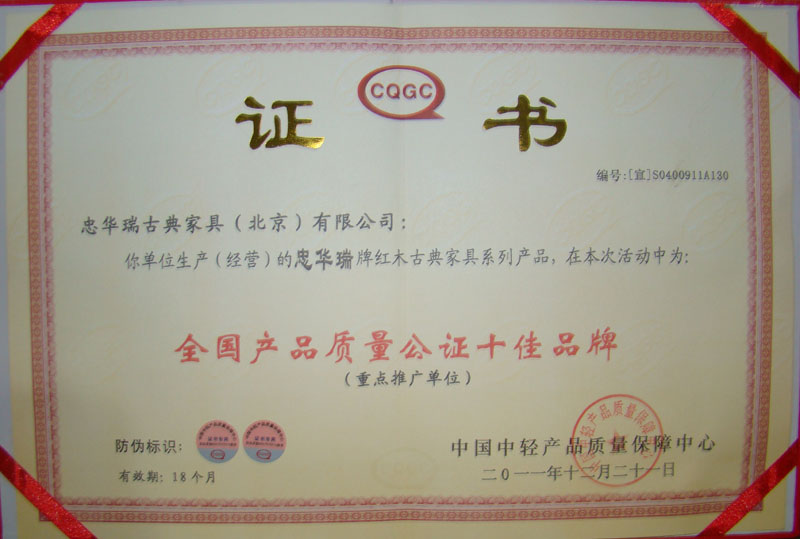 CQGC
证 书
编号:[宜]S0400911A130
忠华瑞古典家具(北京)有限公司:
你单位生产(经营)的忠华瑞牌红木古典家具系列产品,在本次活动中为:
全国产品质量公证十佳品牌
(重点推广单位)
防伪标识:
中国中轻产品质量保障中心
有效期: 18个月
二〇一一年十二月二十一日